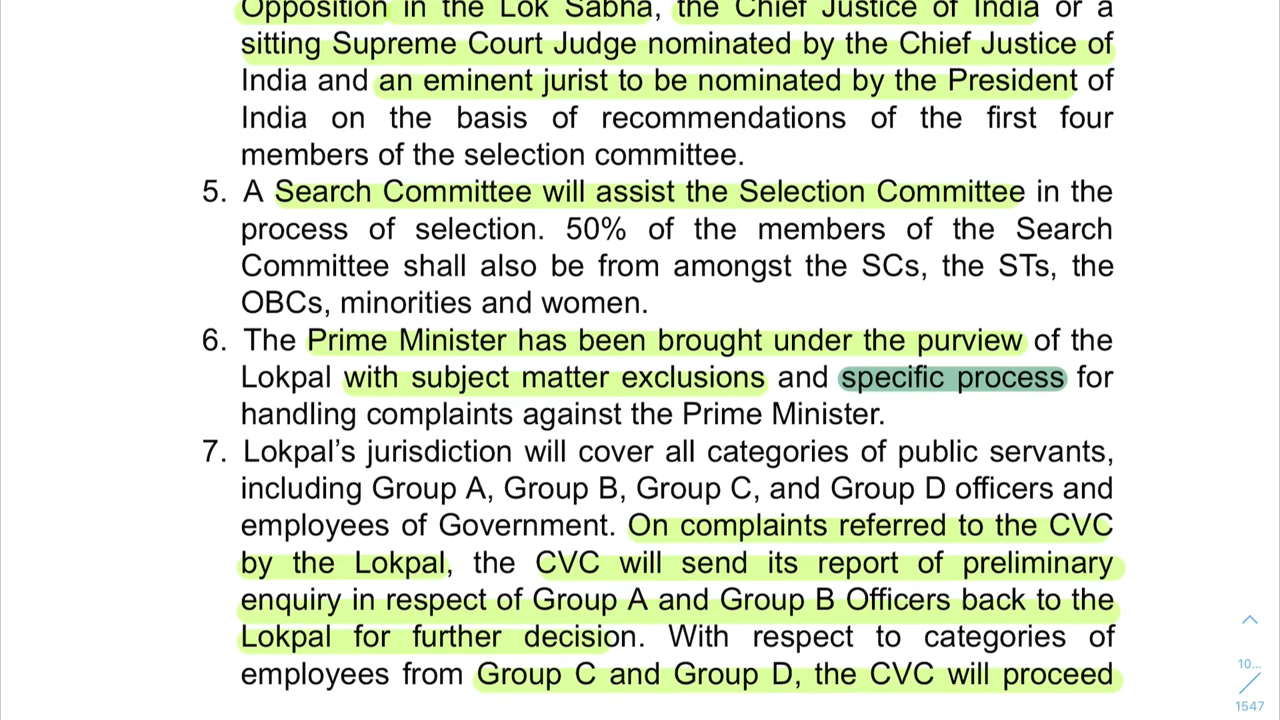 Opposition in the Lok Sabha, the Chief Justice of India or a
sitting Supreme Court Judge nominated by the Chief Justice of
India and an eminent jurist to be nominated by the President of
India on the basis of recommendations of the first four
members of the selection committee.
5. A Search Committee will assist the Selection Committee in the
process of selection. 50% of the members of the Search
Committee shall also be from amongst the SCs, the STs, the
OBCs, minorities and women.
6. The Prime Minister has been brought under the purview of the
Lokpal with subject matter exclusions and specific process for
handling complaints against the Prime Minister.
7. Lokpal’s jurisdiction will cover all categories of public servants,
including Group A, Group B, Group C, and Group D officers and
employees of Government. On complaints referred to the CVC
by the Lokpal, the CVC will send its report of preliminary
enquiry in respect of Group A and Group B Officers back to the
Lokpal for further decision. With respect to categories of
employees from Group C and Group D, the CVC will proceed
10...
1547